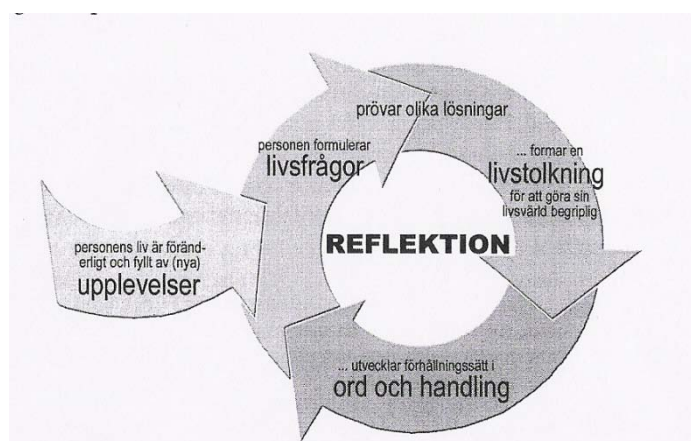 personens liv är föränd-
erligt och fyllt av (nya)
upplevelser
personen formulerar
livsfrågor
prövar olika lösningar
... formar en
livstolkning
för att göra sin
livsvärld begriplig
... utvecklar förhållningssätt i
ord och handling
REFLEKTION